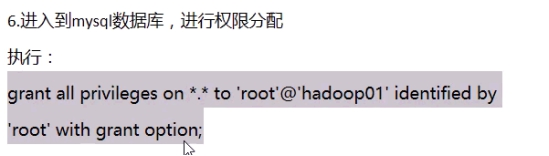 6.进入到mysql数据库，进行权限分配
执行：
grant all privileges on *.* to 'root'@'hadoop01' identified by
'root' with grant option;